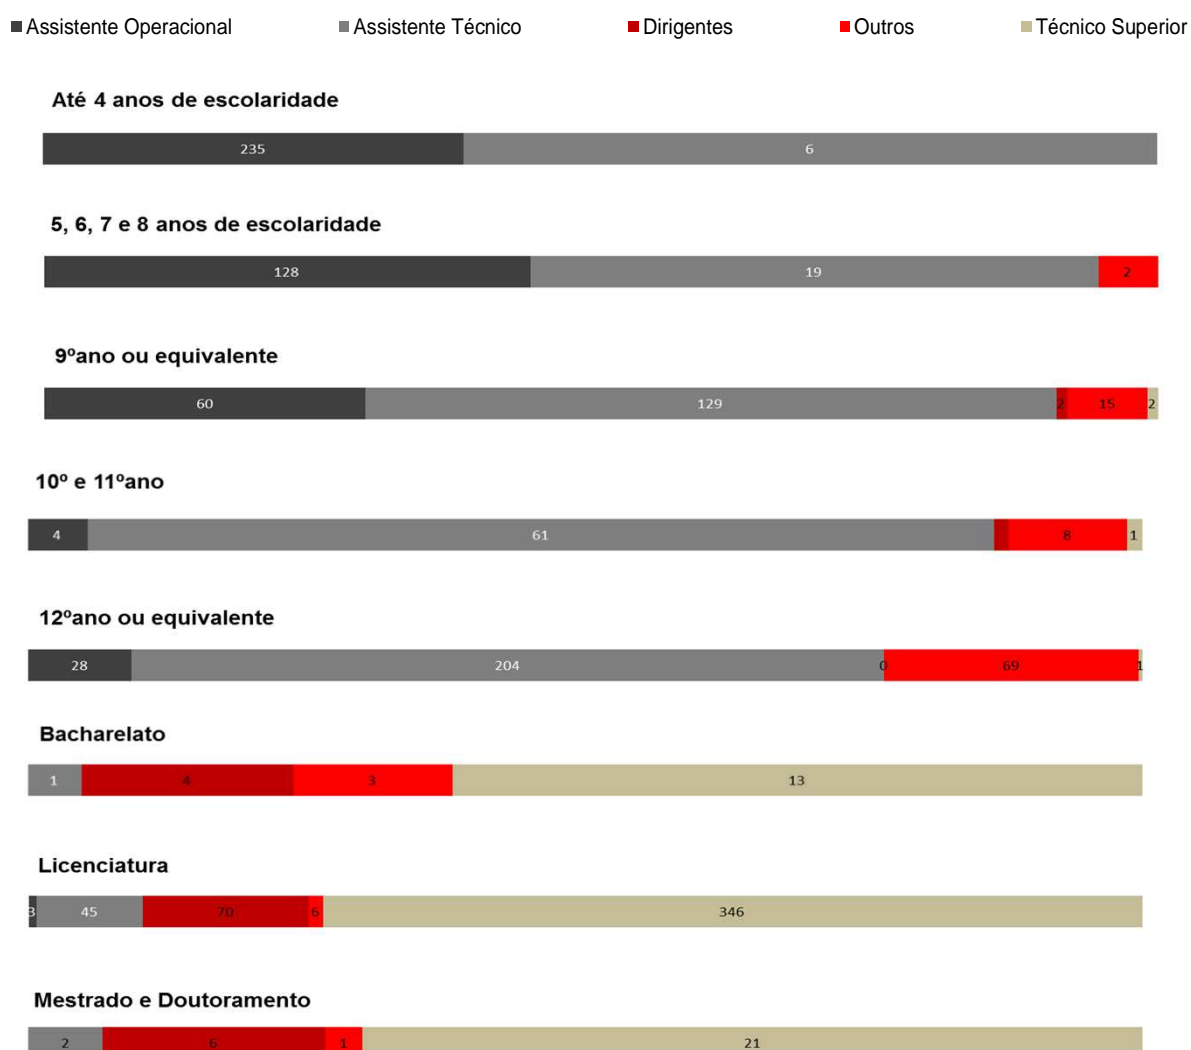 Assistente Operacional Assistente Técnico Dirigentes Outros Técnico Superior
Até 4 anos de escolaridade
235 6
5, 6, 7 e 8 anos de escolaridade
128 19 2
9ºano ou equivalente
60 129 2 15 2
10º e 11ºano
4 61 8 1
12ºano ou equivalente
28 204 0 69 1
Bacharelato
1 4 3 13
Licenciatura
3 45 70 6 346
Mestrado e Doutoramento
2 6 1 21